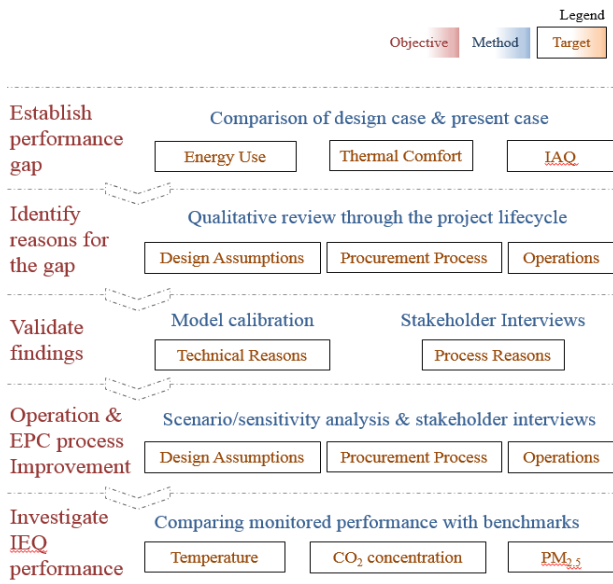 Legend
Objective Method Target
Establish performance gap
Comparison of design case & present case
Energy Use Thermal Comfort IAQ
Identify reasons for the gap
Qualitative review through the project lifecycle
Design Assumptions Procurement Process Operations
Validate findings
Model calibration Stakeholder Interviews
Technical Reasons Process Reasons
Operation & EPC process Improvement
Scenario/sensitivity analysis & stakeholder interviews
Design Assumptions Procurement Process Operations
Investigate IEQ performance
Comparing monitored performance with benchmarks
Temperature CO₂ concentration PM₂.₅